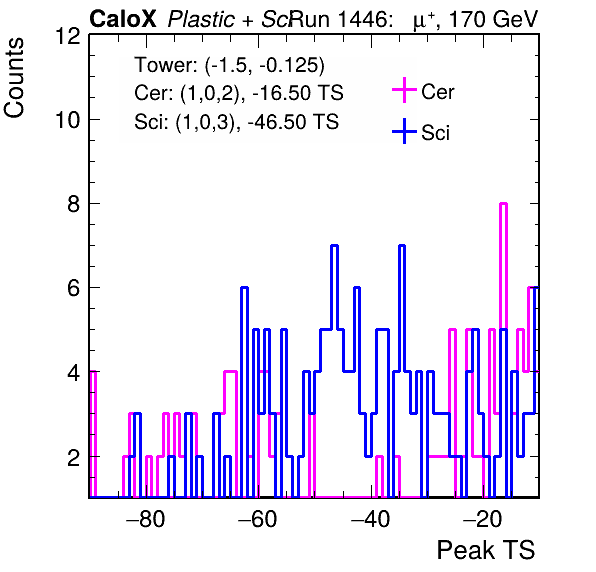 CaloX Plastic + Sci Run 1446: μ+, 170 GeV
Counts
12
10
8
6
4
2
Tower: (-1.5, -0.125)
Cer: (1,0,2), -16.50 TS
Sci: (1,0,3), -46.50 TS
Cer
Sci
−80 −60 −40 −20
Peak TS